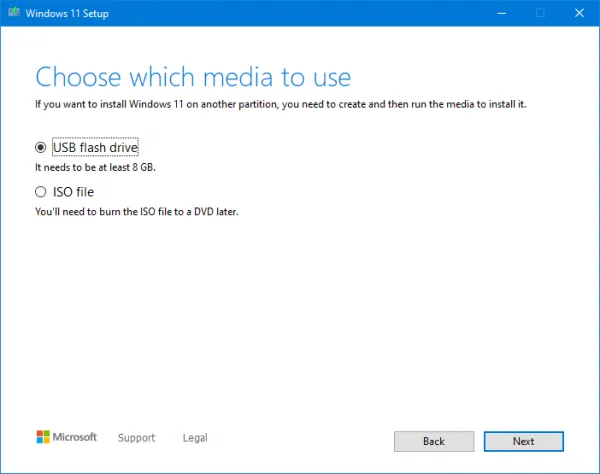 Windows 11 Setup
Choose which media to use
If you want to install Windows 11 on another partition, you need to create and then run the media to install it.
USB flash drive
It needs to be at least 8 GB.
ISO file
You'll need to burn the ISO file to a DVD later.
Microsoft Support Legal Back Next